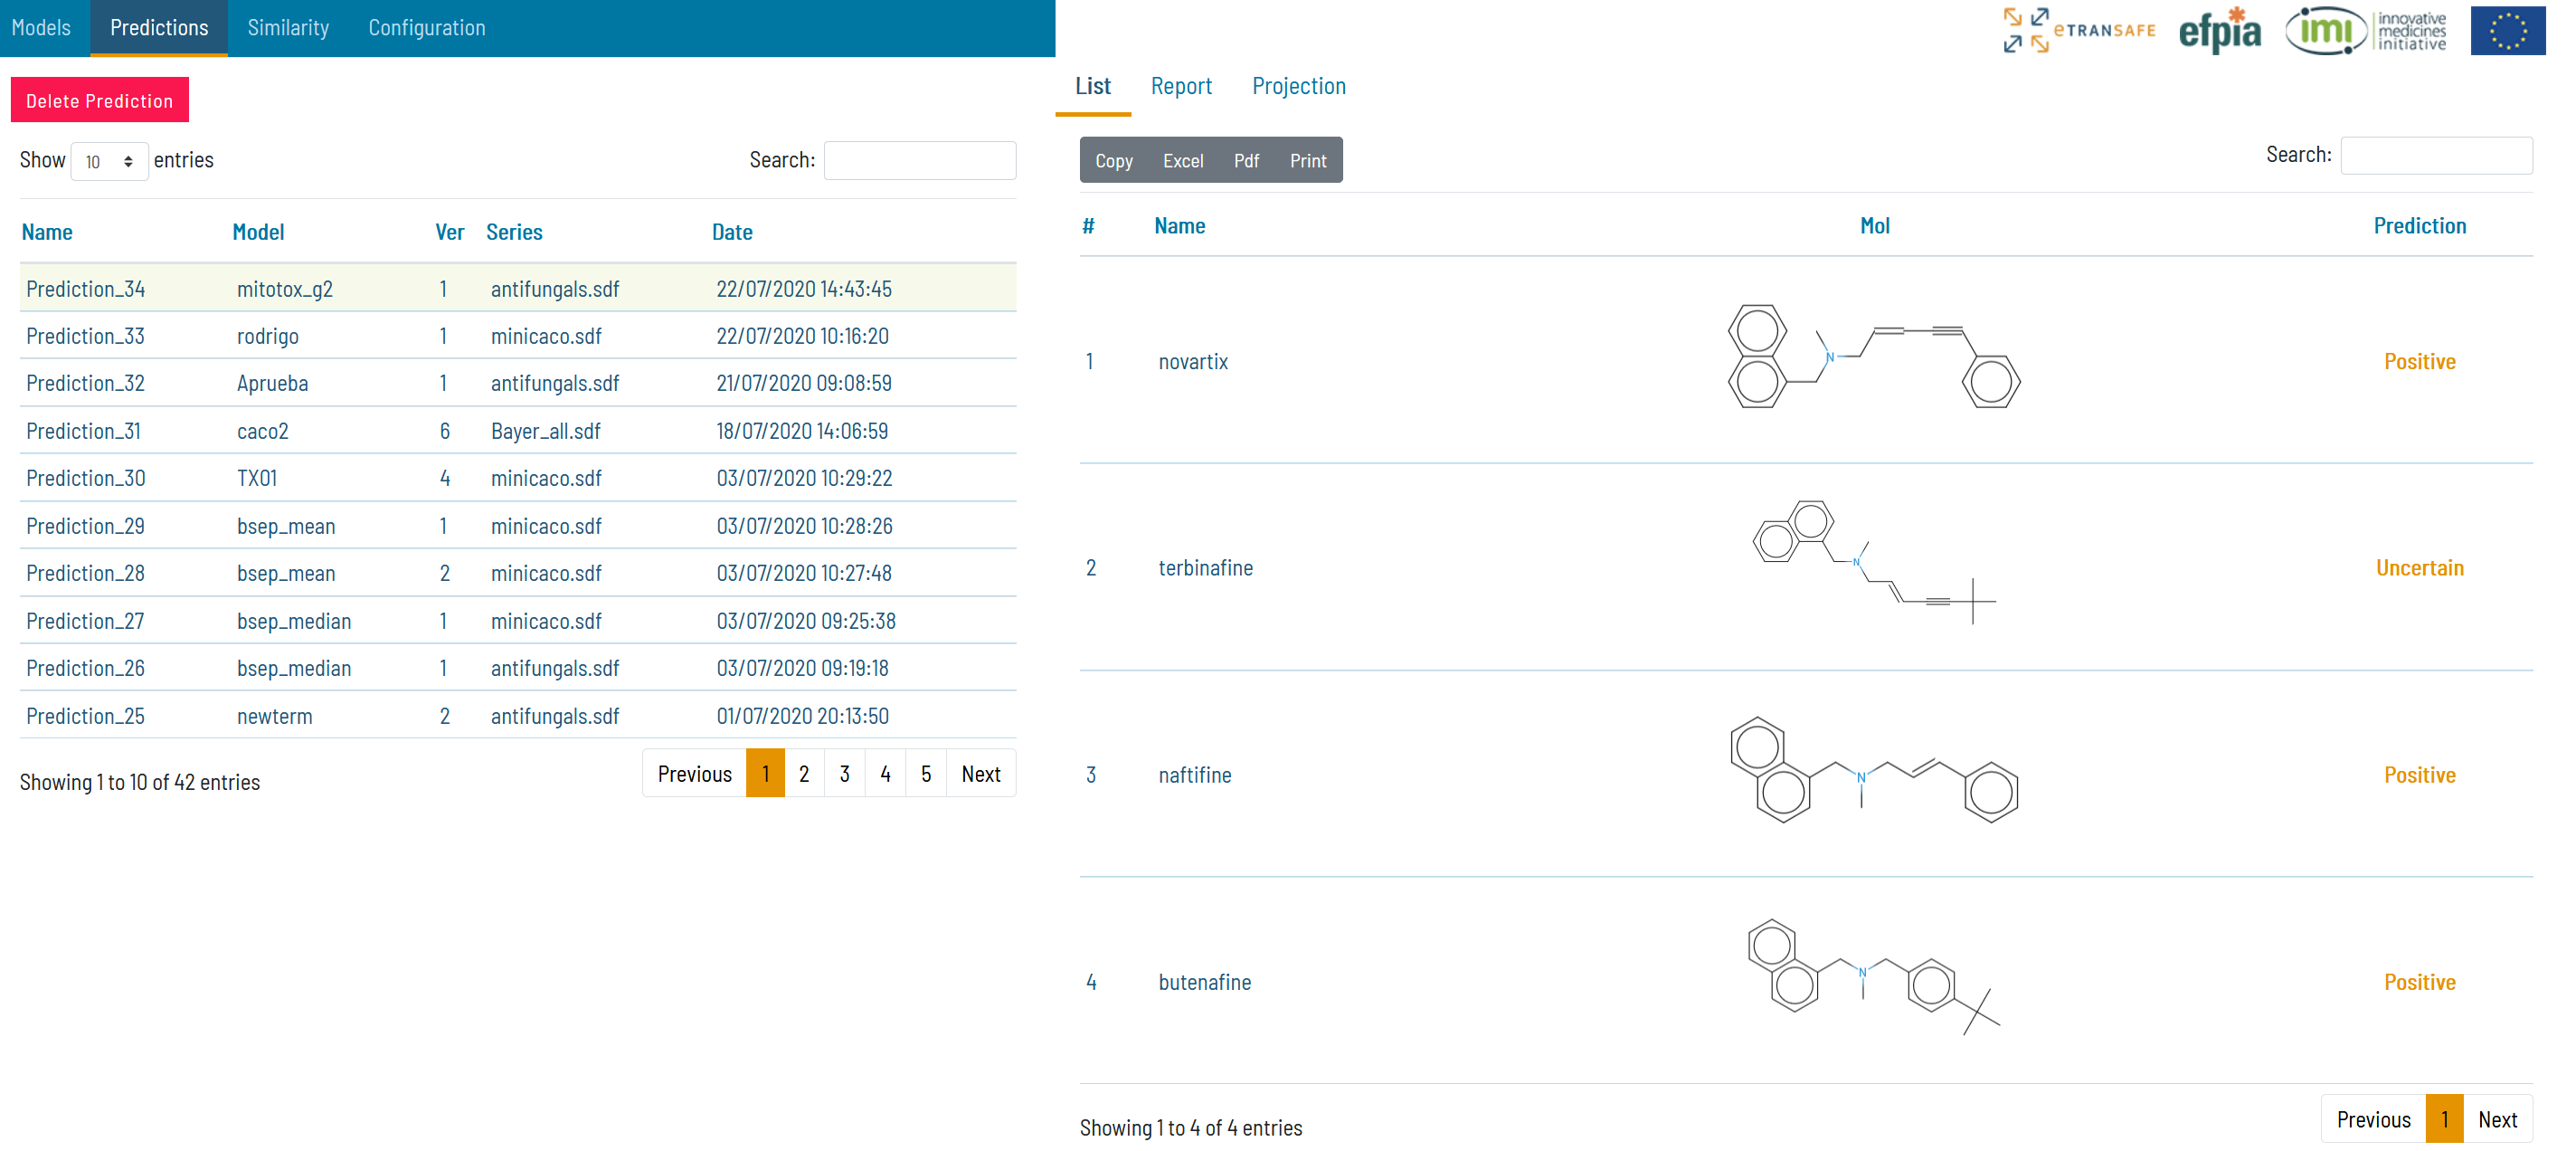 Models Predictions Similarity Configuration
eTRANSAFE efpia imi innovative medicines initiative
Delete Prediction
Show 10 entries Search:
Name Model Ver Series Date
Prediction_34 mitotox_g2 1 antifungals.sdf 22/07/2020 14:43:45
Prediction_33 rodrigo 1 minicaco.sdf 22/07/2020 10:16:20
Prediction_32 Aprueba 1 antifungals.sdf 21/07/2020 09:08:59
Prediction_31 caco2 6 Bayer_all.sdf 18/07/2020 14:06:59
Prediction_30 TX01 4 minicaco.sdf 03/07/2020 10:29:22
Prediction_29 bsep_mean 1 minicaco.sdf 03/07/2020 10:28:26
Prediction_28 bsep_mean 2 minicaco.sdf 03/07/2020 10:27:48
Prediction_27 bsep_median 1 minicaco.sdf 03/07/2020 09:25:38
Prediction_26 bsep_median 1 antifungals.sdf 03/07/2020 09:19:18
Prediction_25 newterm 2 antifungals.sdf 01/07/2020 20:13:50
Showing 1 to 10 of 42 entries Previous 1 2 3 4 5 Next
List Report Projection
Copy Excel Pdf Print Search:
# Name Mol Prediction
1 novartix N Positive
2 terbinafine N Uncertain
3 naftifine N Positive
4 butenafine N Positive
Showing 1 to 4 of 4 entries Previous 1 Next